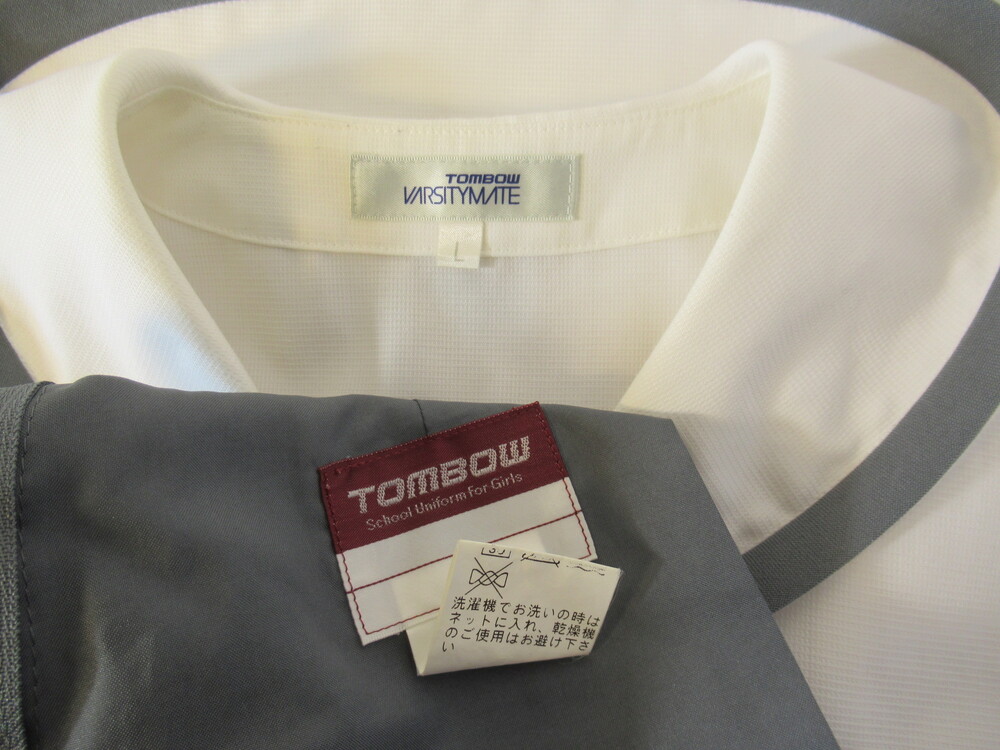 TOMBOW
VARSITYMATE
L
TOMBOW
School Uniform For Girls
30
洗濯機でお洗いの時は
ネットに入れ、乾燥機
のご使用はお避け下さ
い